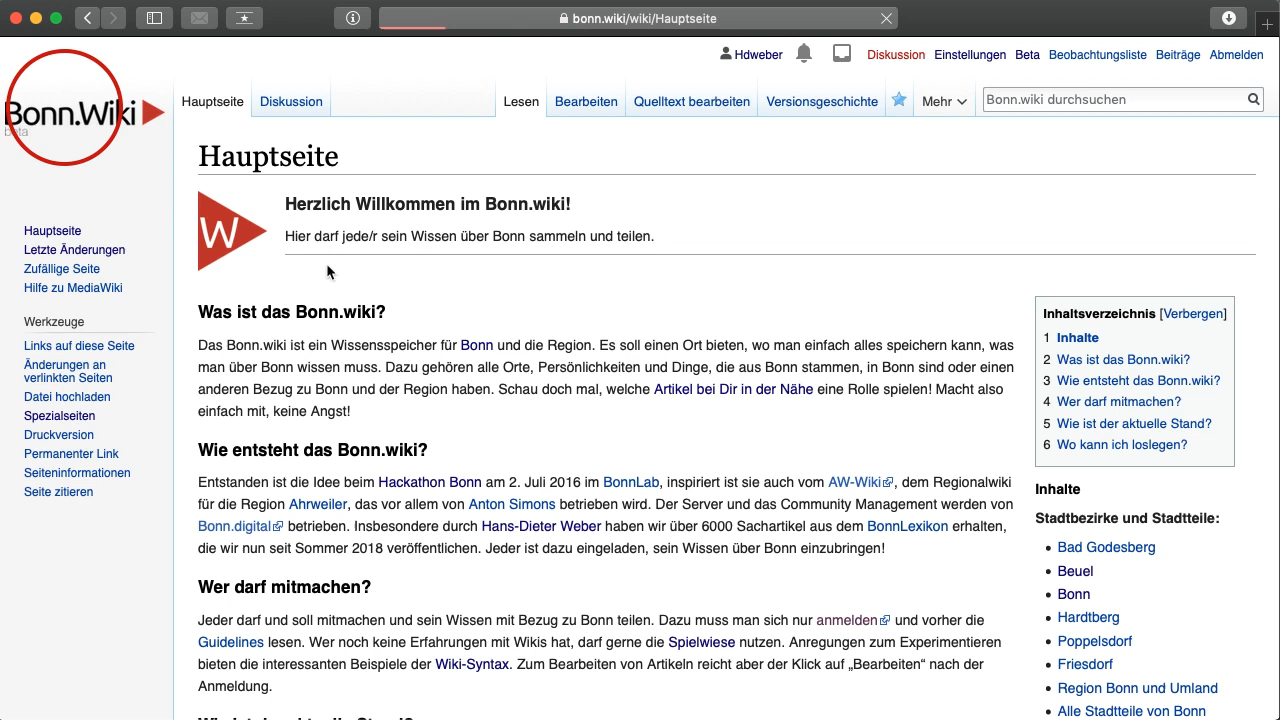 bonn.wiki/wiki/Hauptseite
Hdweber Diskussion Einstellungen Beta Beobachtungsliste Beiträge Abmelden
Bonn.Wiki
beta
Hauptseite Diskussion Lesen Bearbeiten Quelltext bearbeiten Versionsgeschichte Mehr Bonn.wiki durchsuchen
Hauptseite
W
Herzlich Willkommen im Bonn.wiki!
Hier darf jede/r sein Wissen über Bonn sammeln und teilen.
Hauptseite
Letzte Änderungen
Zufällige Seite
Hilfe zu MediaWiki
Werkzeuge
Links auf diese Seite
Änderungen an
verlinkten Seiten
Datei hochladen
Spezialseiten
Druckversion
Permanenter Link
Seiteninformationen
Seite zitieren
Was ist das Bonn.wiki?
Das Bonn.wiki ist ein Wissensspeicher für Bonn und die Region. Es soll einen Ort bieten, wo man einfach alles speichern kann, was
man über Bonn wissen muss. Dazu gehören alle Orte, Persönlichkeiten und Dinge, die aus Bonn stammen, in Bonn sind oder einen
anderen Bezug zu Bonn und der Region haben. Schau doch mal, welche Artikel bei Dir in der Nähe eine Rolle spielen! Macht also
einfach mit, keine Angst!
Wie entsteht das Bonn.wiki?
Entstanden ist die Idee beim Hackathon Bonn am 2. Juli 2016 im BonnLab, inspiriert ist sie auch vom AW-Wiki, dem Regionalwiki
für die Region Ahrweiler, das vor allem von Anton Simons betrieben wird. Der Server und das Community Management werden von
Bonn.digital betrieben. Insbesondere durch Hans-Dieter Weber haben wir über 6000 Sachartikel aus dem BonnLexikon erhalten,
die wir nun seit Sommer 2018 veröffentlichen. Jeder ist dazu eingeladen, sein Wissen über Bonn einzubringen!
Wer darf mitmachen?
Jeder darf und soll mitmachen und sein Wissen mit Bezug zu Bonn teilen. Dazu muss man sich nur anmelden und vorher die
Guidelines lesen. Wer noch keine Erfahrungen mit Wikis hat, darf gerne die Spielwiese nutzen. Anregungen zum Experimentieren
bieten die interessanten Beispiele der Wiki-Syntax. Zum Bearbeiten von Artikeln reicht aber der Klick auf „Bearbeiten“ nach der
Anmeldung.
Wie ist der aktuelle Stand?
Inhaltsverzeichnis [Verbergen]
1 Inhalte
2 Was ist das Bonn.wiki?
3 Wie entsteht das Bonn.wiki?
4 Wer darf mitmachen?
5 Wie ist der aktuelle Stand?
6 Wo kann ich loslegen?
Inhalte
Stadtbezirke und Stadtteile:
Bad Godesberg
Beuel
Bonn
Hardtberg
Poppelsdorf
Friesdorf
Region Bonn und Umland
Alle Stadtteile von Bonn